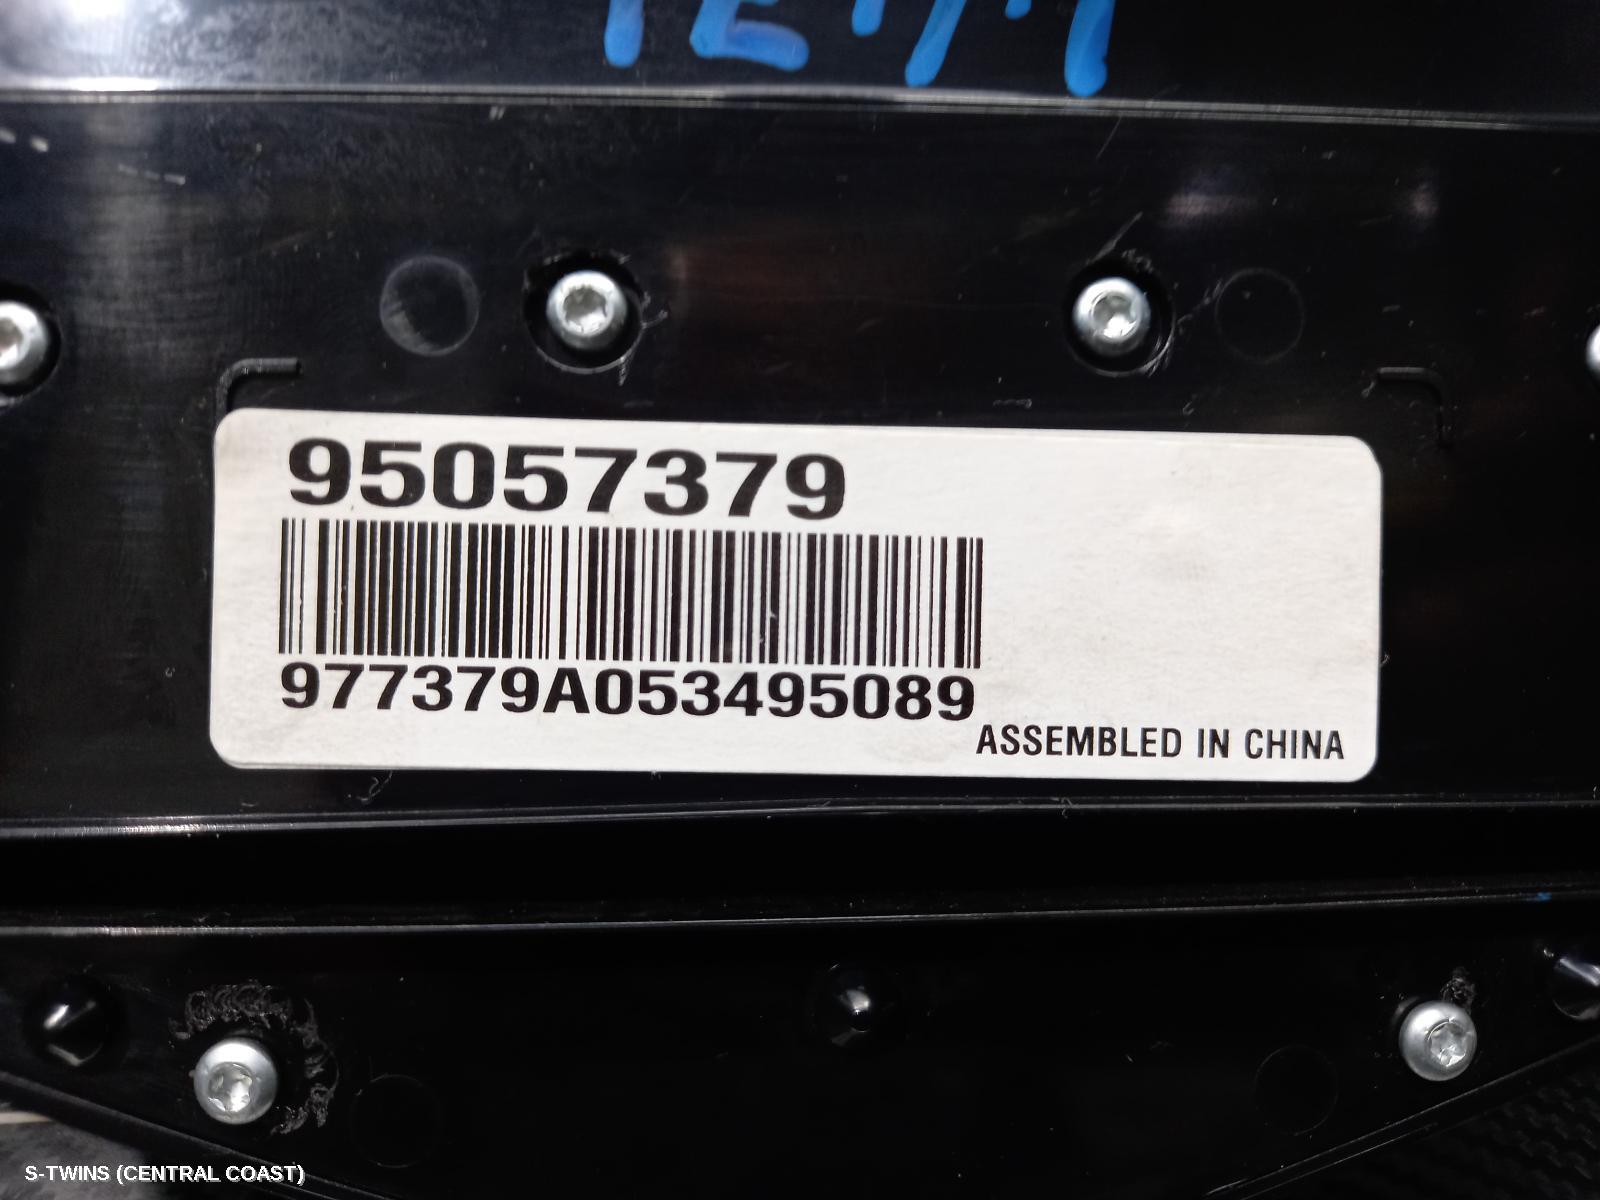 95057379
977379A053495089
ASSEMBLED IN CHINA
S-TWINS (CENTRAL COAST)